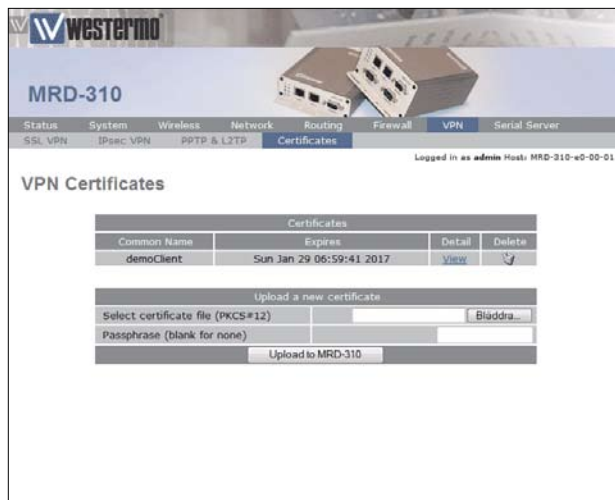 westermo
MRD-310
Status System Wireless Network Routing Firewall VPN Serial Server
SSL VPN IPsec VPN PPTP & L2TP Certificates
Logged in as admin Host: MRD-310-e0-00-01
VPN Certificates
Certificates
Common Name Expires Detail Delete
demoClient Sun Jan 29 06:59:41 2017 View
Upload a new certificate
Select certificate file (PKCS#12) Bläddra...
Passphrase (blank for none)
Upload to MRD-310